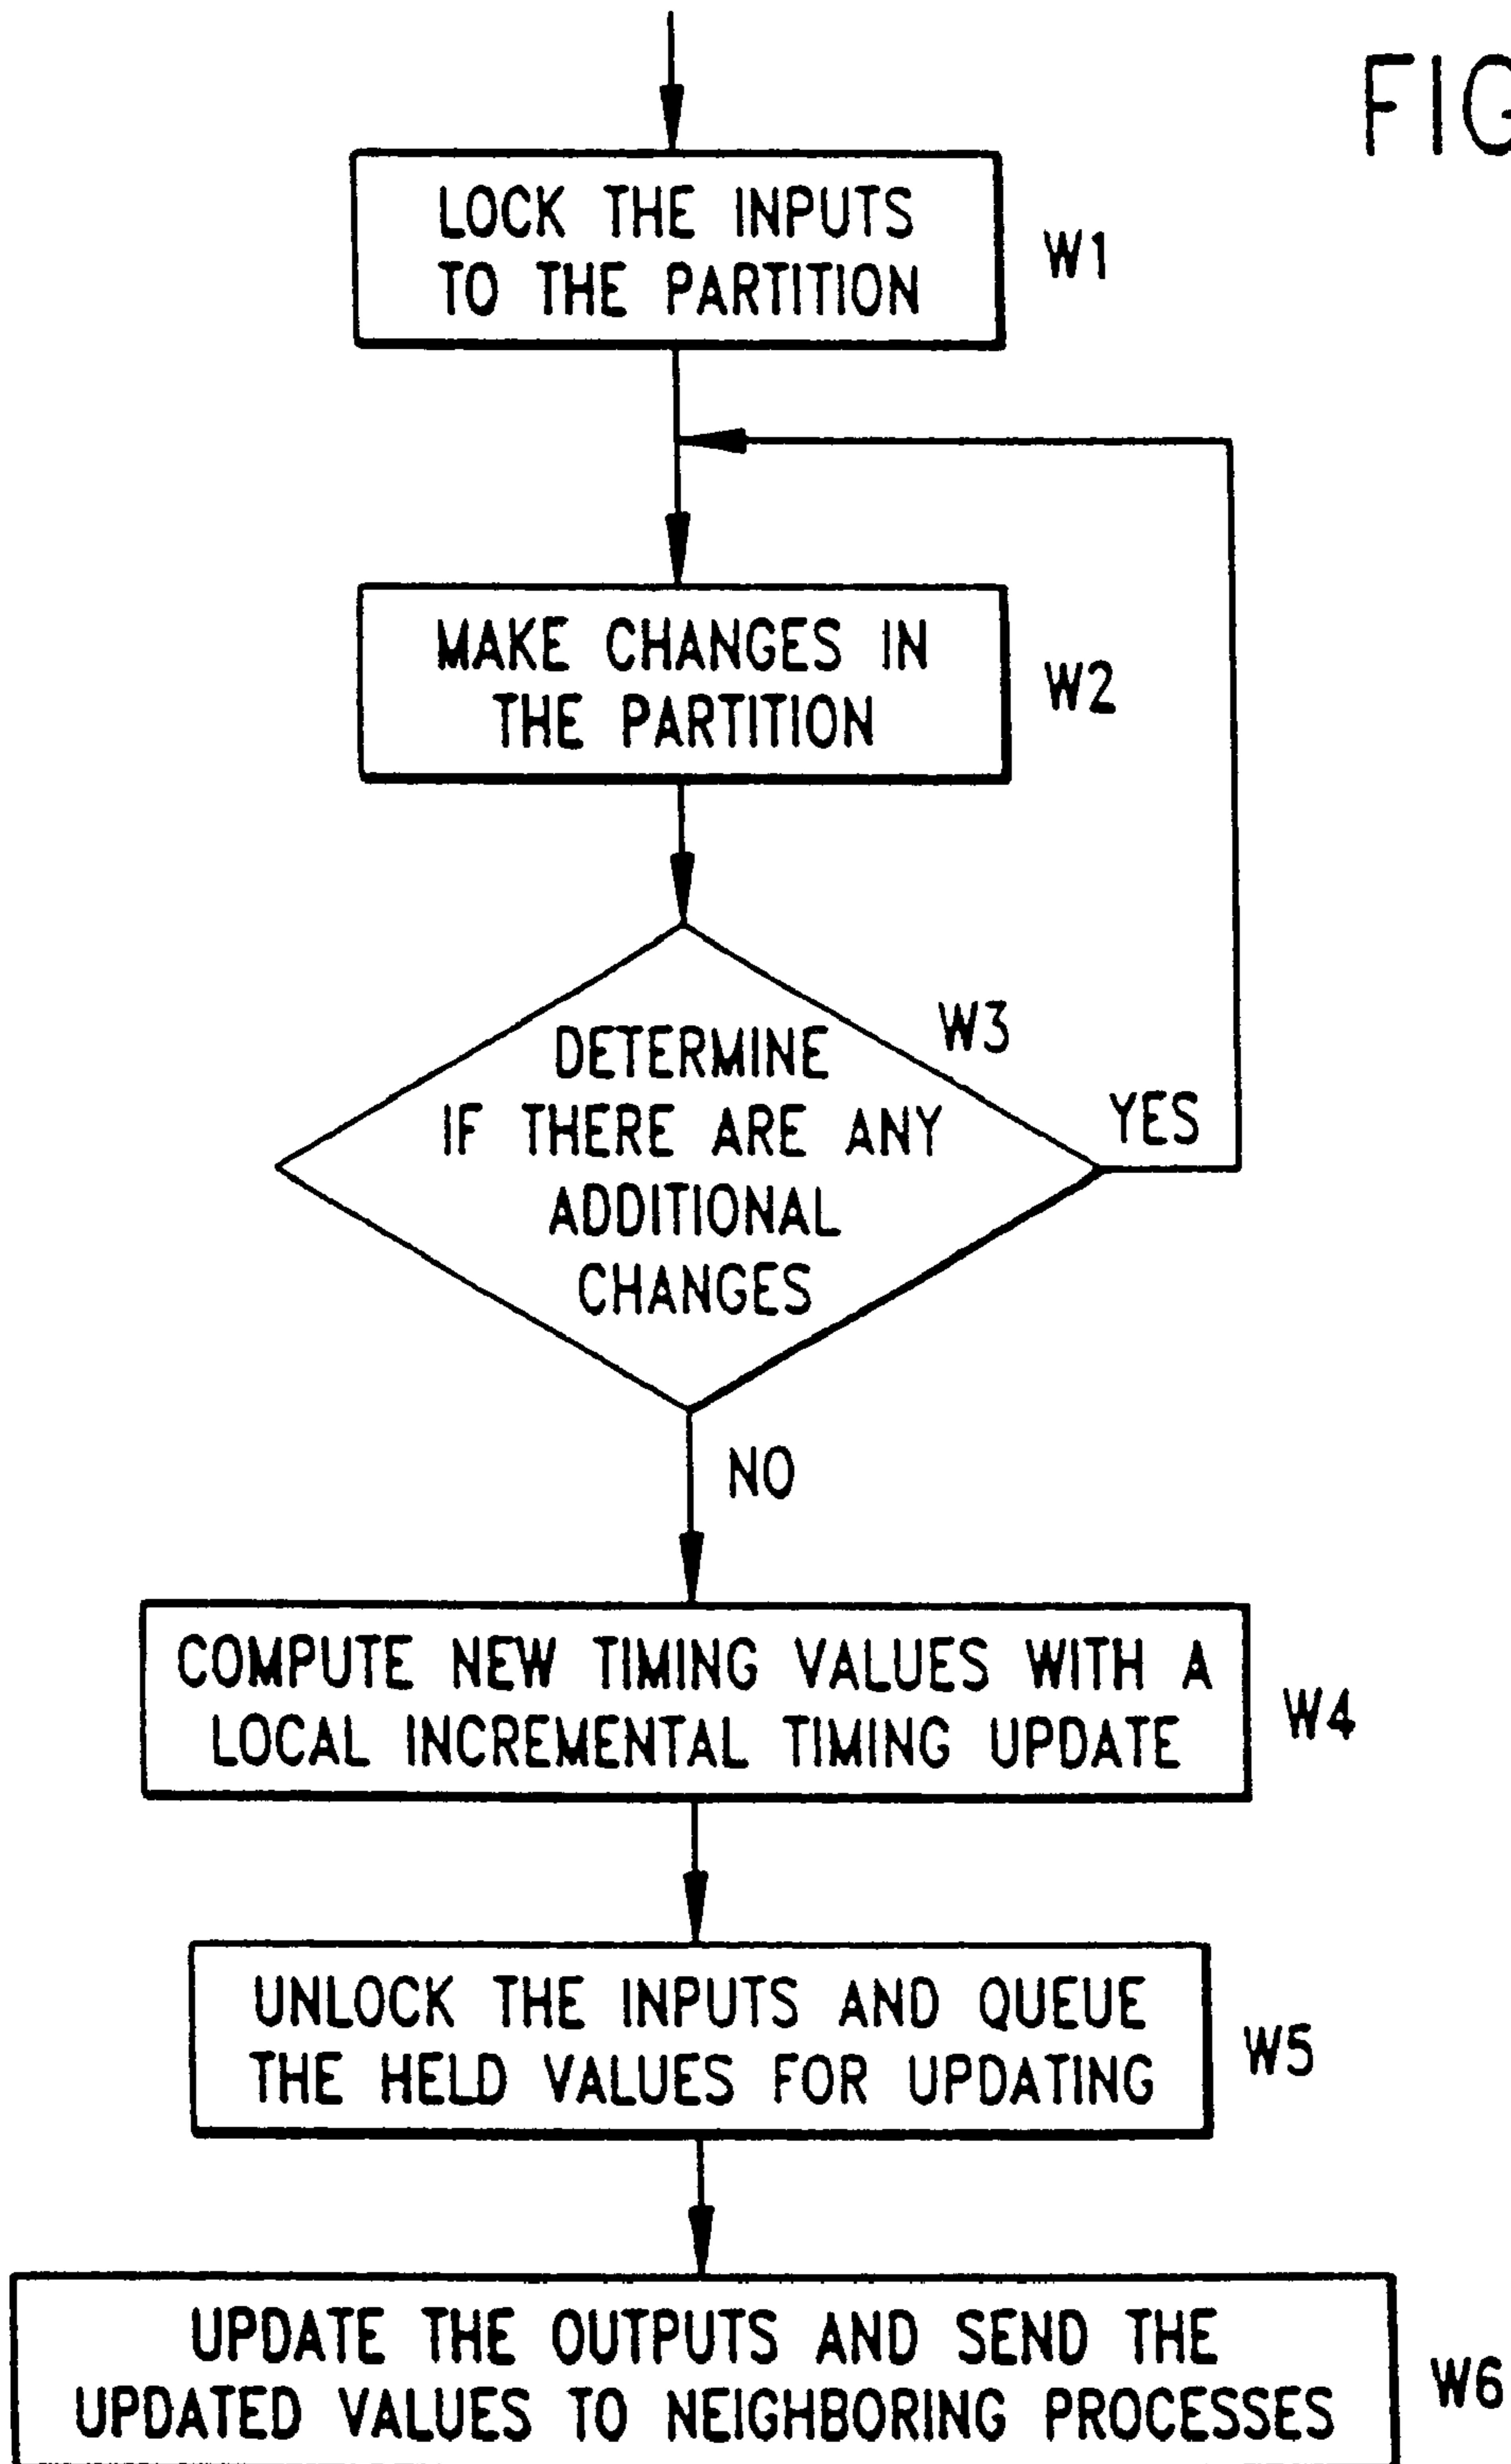 FIG
LOCK THE INPUTS
TO THE PARTITION
W1
MAKE CHANGES IN
THE PARTITION
W2
W3
DETERMINE
IF THERE ARE ANY
ADDITIONAL
CHANGES
YES
NO
COMPUTE NEW TIMING VALUES WITH A
LOCAL INCREMENTAL TIMING UPDATE
W4
UNLOCK THE INPUTS AND QUEUE
THE HELD VALUES FOR UPDATING
W5
UPDATE THE OUTPUTS AND SEND THE
UPDATED VALUES TO NEIGHBORING PROCESSES
W6